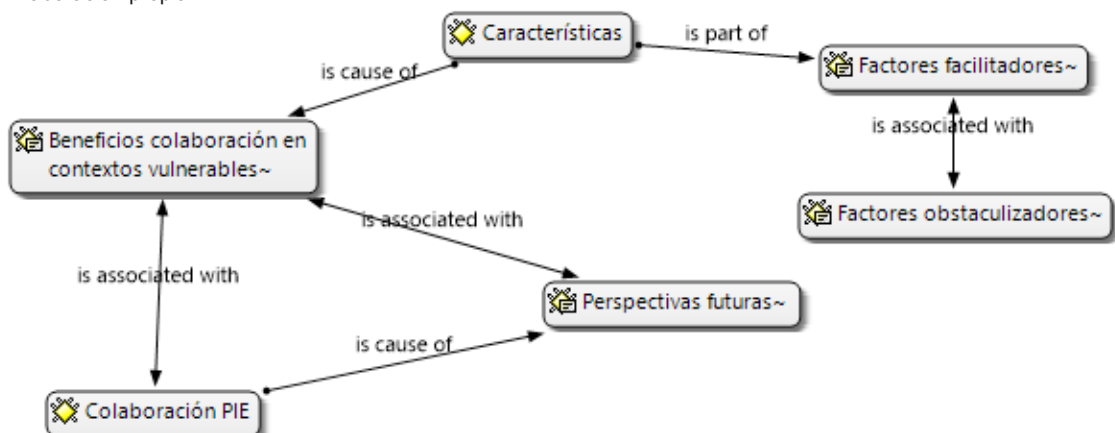 Características
is part of
is cause of
Factores facilitadores~
is associated with
Beneficios colaboración en
contextos vulnerables~
Factores obstaculizadores~
is associated with
is associated with
Perspectivas futuras~
is cause of
Colaboración PIE